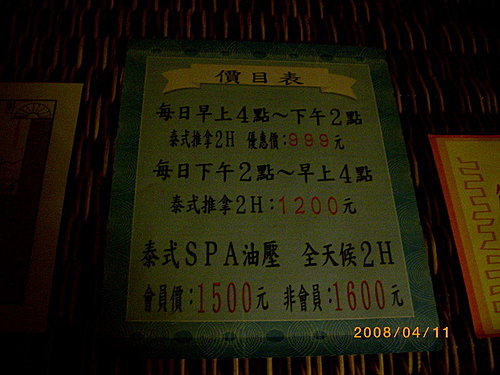 價目表
每日早上4點～下午2點
泰式推拿2H 優惠價:999元
每日下午2點～早上4點
泰式推拿2H:1200元
泰式SPA油壓 全天候2H
會員價:1500元 非會員:1600元
2008/04/11